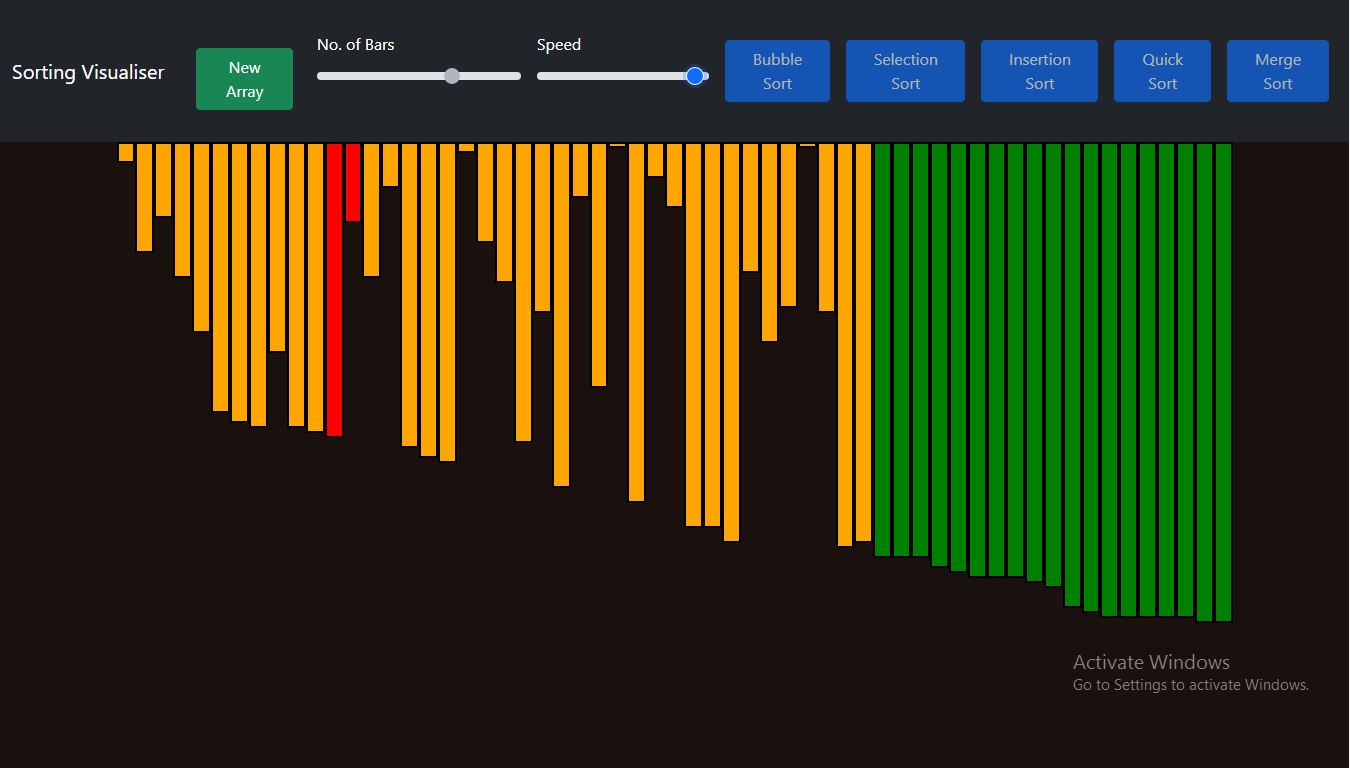 Sorting Visualiser
New
Array
No. of Bars
Speed
Bubble
Sort
Selection
Sort
Insertion
Sort
Quick
Sort
Merge
Sort
Activate Windows
Go to Settings to activate Windows.